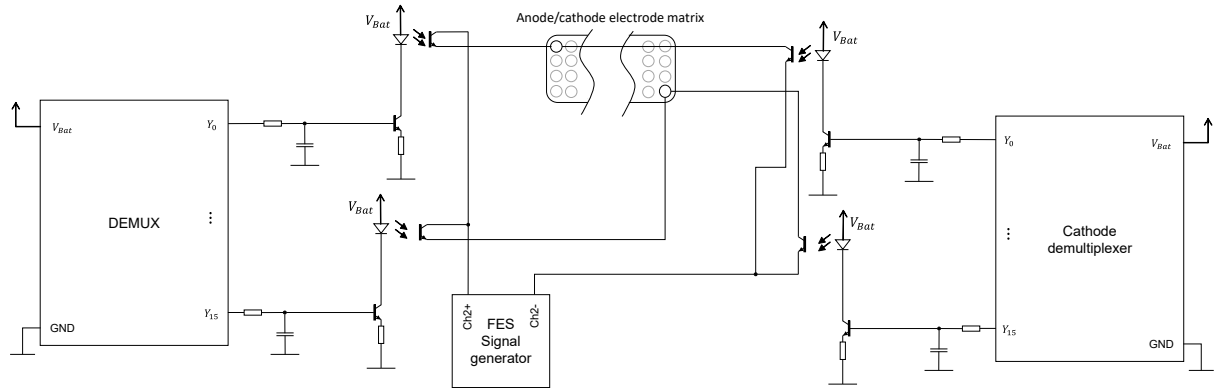 Anode/cathode electrode matrix
V_Bat
V_Bat
V_Bat
Y_0
DEMUX
⋮
Y_15
GND
V_Bat
Ch2+
Ch2-
FES
Signal
generator
V_Bat
V_Bat
Y_0
V_Bat
⋮
Cathode
demultiplexer
Y_15
GND